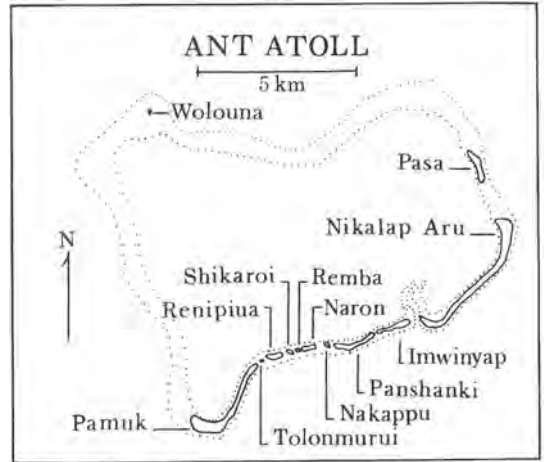 ANT ATOLL
5 km
Wolouna
Pasa
Nikalap Aru
N
Shikaroi
Remba
Renipiua
Naron
Imwinyap
Panshanki
Nakappu
Pamuk
Tolonmurui